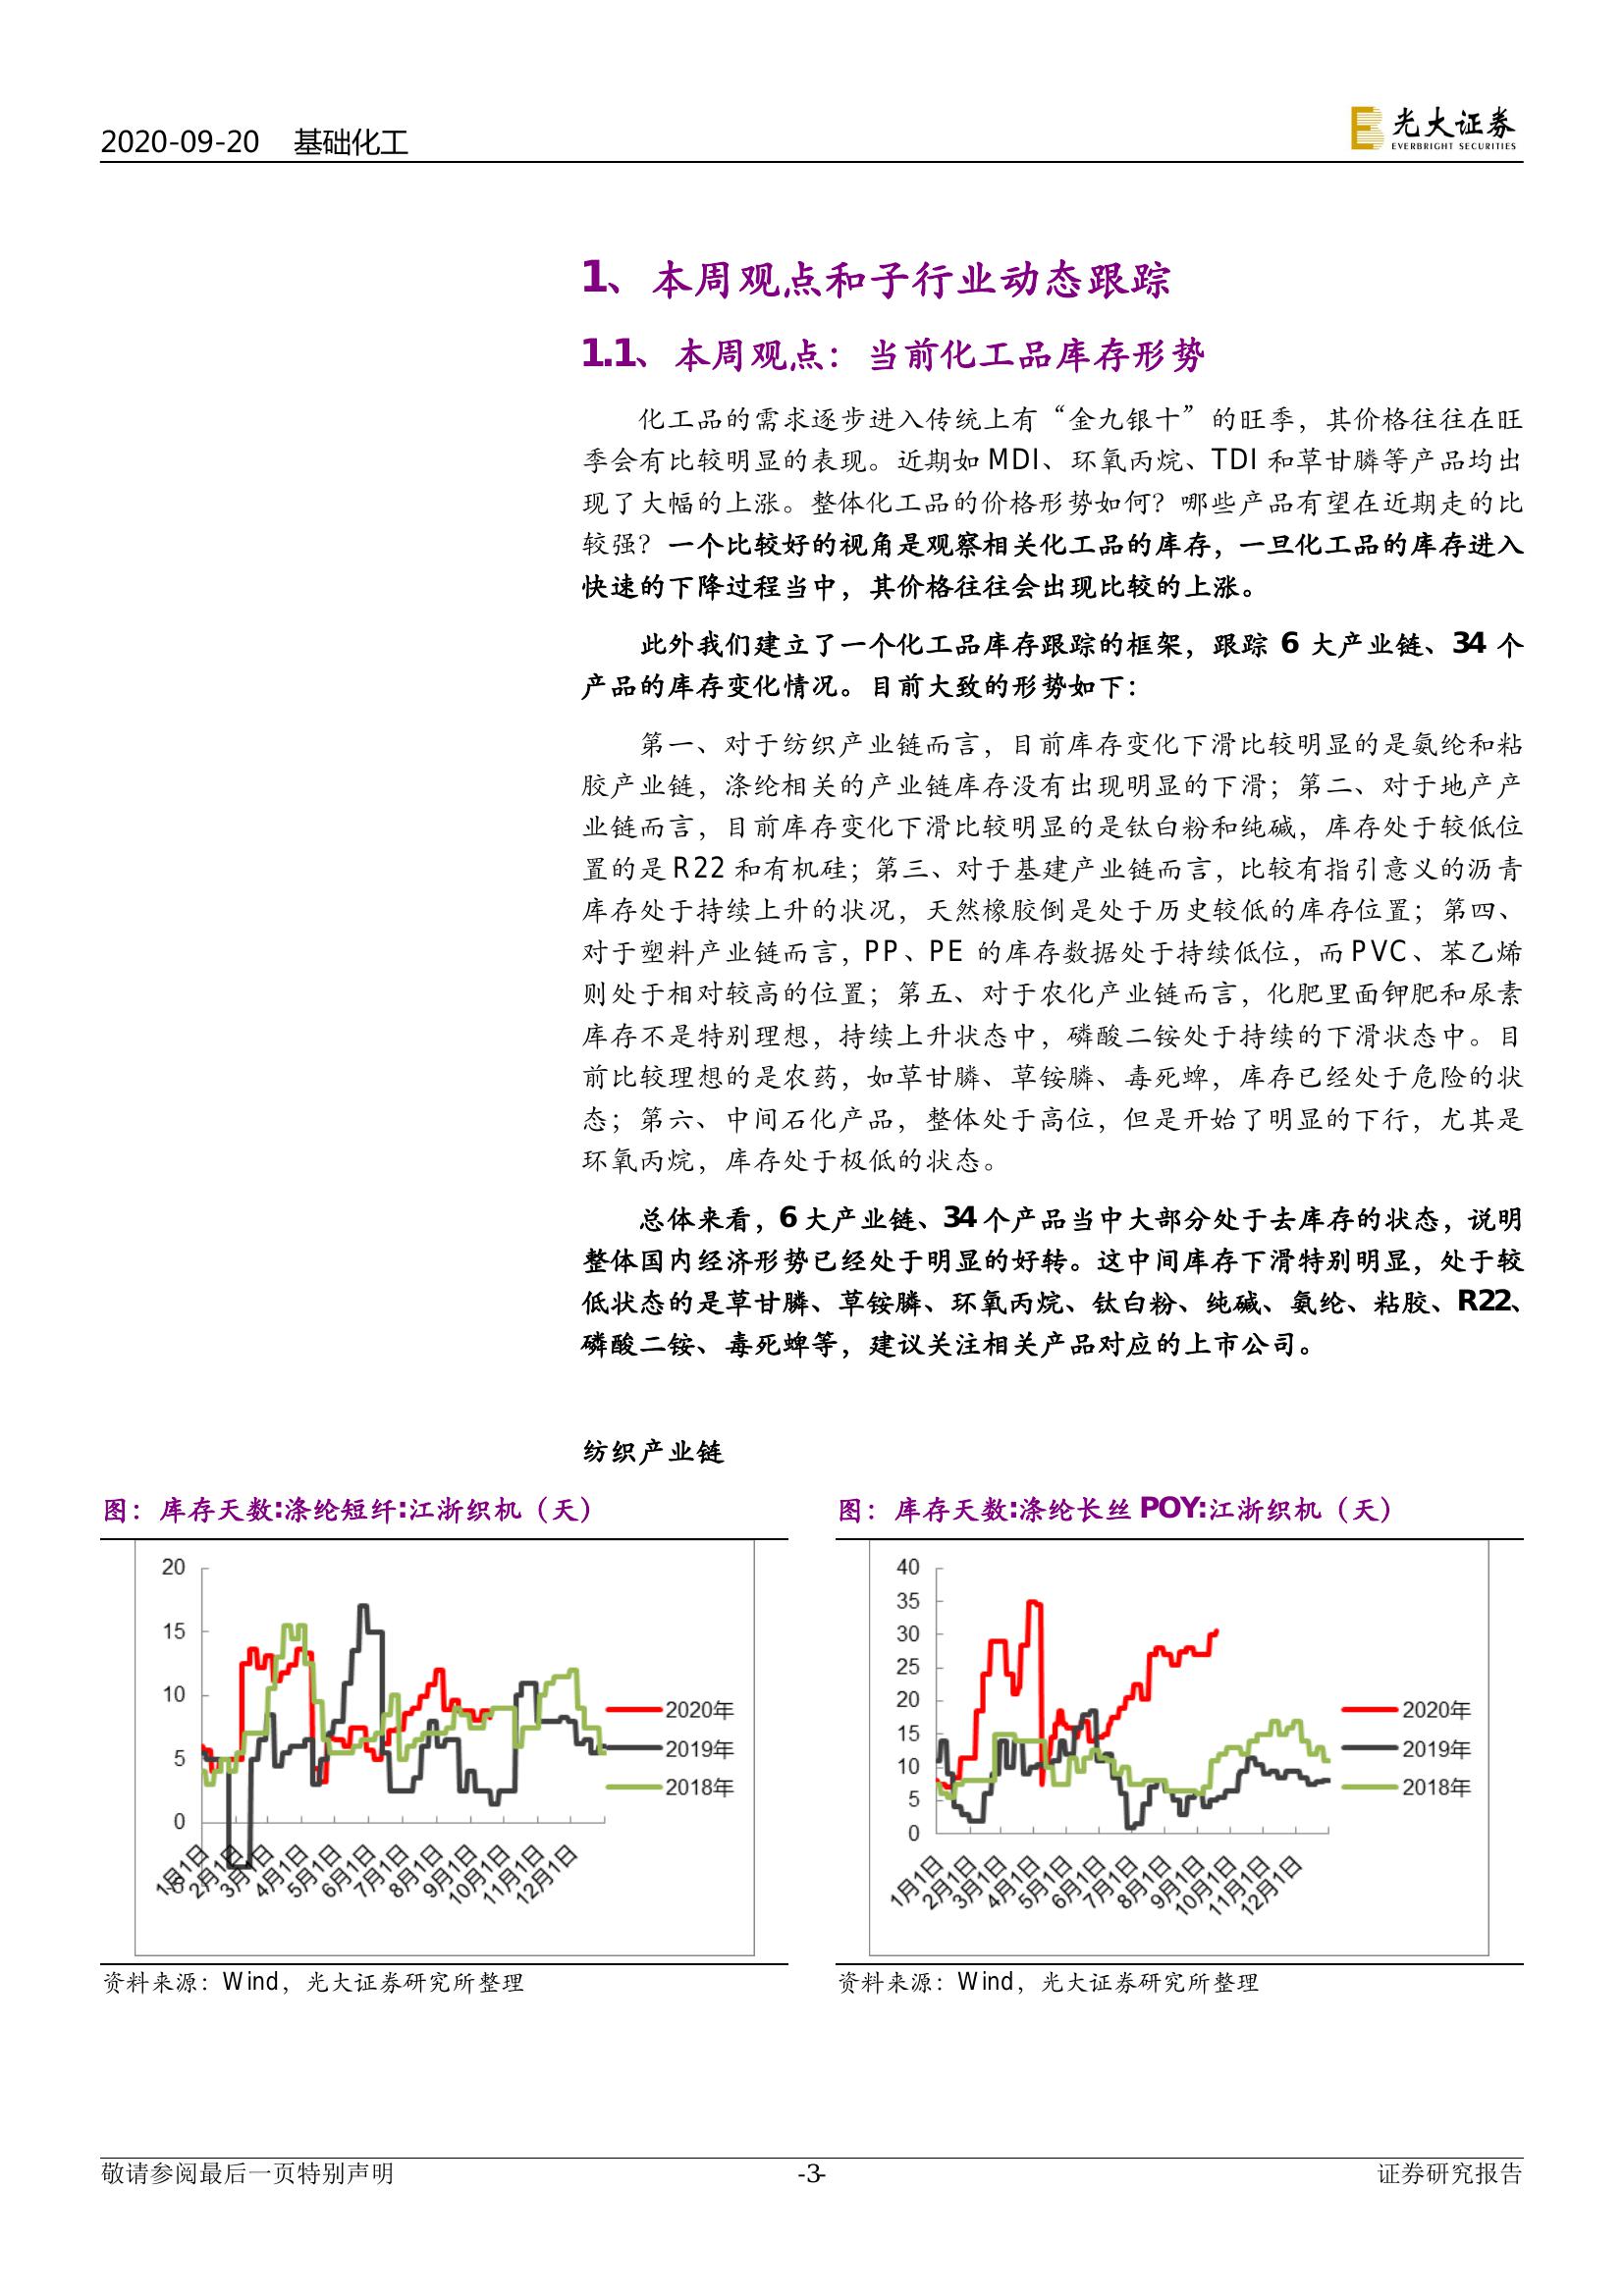 2020-09-20 基础化工
光大证券
EVERBRIGHT SECURITIES
1、本周观点和子行业动态跟踪
1.1、本周观点：当前化工品库存形势
化工品的需求逐步进入传统上有“金九银十”的旺季，其价格往往在旺
季会有比较明显的表现。近期如 MDI、环氧丙烷、TDI 和草甘膦等产品均出
现了大幅的上涨。整体化工品的价格形势如何？哪些产品有望在近期走的比
较强？一个比较好的视角是观察相关化工品的库存，一旦化工品的库存进入
快速的下降过程当中，其价格往往会出现比较的上涨。
此外我们建立了一个化工品库存跟踪的框架，跟踪 6 大产业链、34 个
产品的库存变化情况。目前大致的形势如下：
第一、对于纺织产业链而言，目前库存变化下滑比较明显的是氨纶和粘
胶产业链，涤纶相关的产业链库存没有出现明显的下滑；第二、对于地产产
业链而言，目前库存变化下滑比较明显的是钛白粉和纯碱，库存处于较低位
置的是 R22 和有机硅；第三、对于基建产业链而言，比较有指引意义的沥青
库存处于持续上升的状况，天然橡胶倒是处于历史较低的库存位置；第四、
对于塑料产业链而言，PP、PE 的库存数据处于持续低位，而 PVC、苯乙烯
则处于相对较高的位置；第五、对于农化产业链而言，化肥里面钾肥和尿素
库存不是特别理想，持续上升状态中，磷酸二铵处于持续的下滑状态中。目
前比较理想的是农药，如草甘膦、草铵膦、毒死蜱，库存已经处于危险的状
态；第六、中间石化产品，整体处于高位，但是开始了明显的下行，尤其是
环氧丙烷，库存处于极低的状态。
总体来看，6 大产业链、34 个产品当中大部分处于去库存的状态，说明
整体国内经济形势已经处于明显的好转。这中间库存下滑特别明显，处于较
低状态的是草甘膦、草铵膦、环氧丙烷、钛白粉、纯碱、氨纶、粘胶、R22、
磷酸二铵、毒死蜱等，建议关注相关产品对应的上市公司。
纺织产业链
图：库存天数:涤纶短纤:江浙织机（天）
20
15
10
5
0
-5
1月1日
2月1日
3月1日
4月1日
5月1日
6月1日
7月1日
8月1日
9月1日
10月1日
11月1日
12月1日
2020年
2019年
2018年
资料来源：Wind，光大证券研究所整理
图：库存天数:涤纶长丝 POY:江浙织机（天）
40
35
30
25
20
15
10
5
0
1月1日
2月1日
3月1日
4月1日
5月1日
6月1日
7月1日
8月1日
9月1日
10月1日
11月1日
12月1日
2020年
2019年
2018年
资料来源：Wind，光大证券研究所整理
敬请参阅最后一页特别声明
-3-
证券研究报告